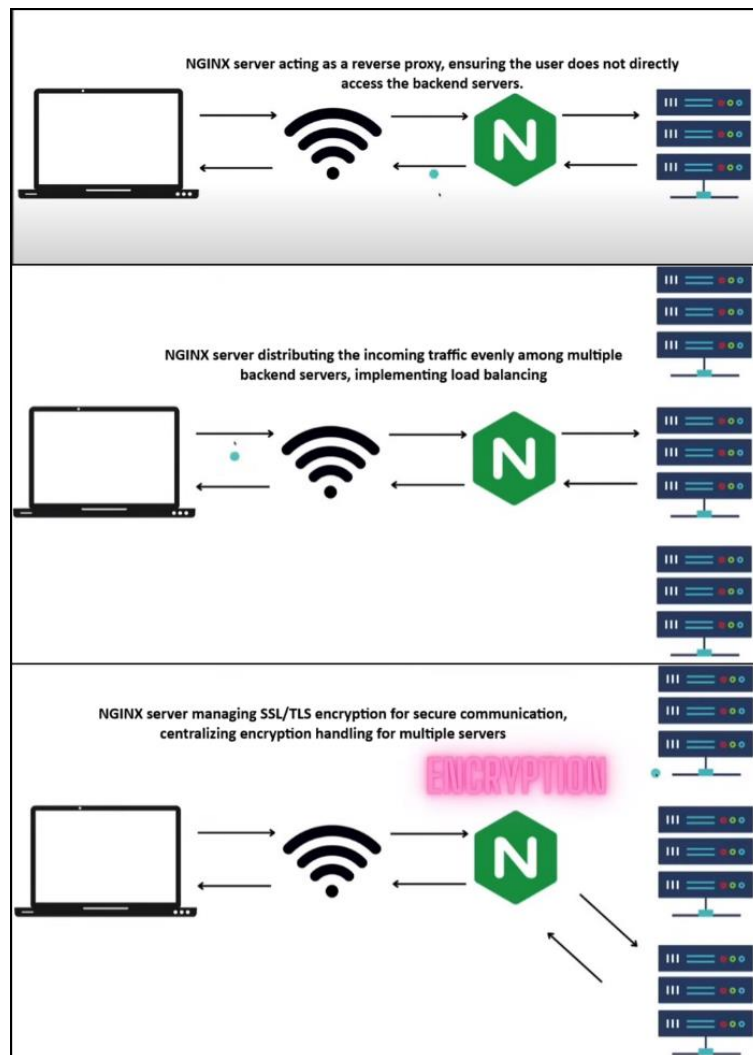 NGINX server acting as a reverse proxy, ensuring the user does not directly
access the backend servers.
N
NGINX server distributing the incoming traffic evenly among multiple
backend servers, implementing load balancing
N
NGINX server managing SSL/TLS encryption for secure communication,
centralizing encryption handling for multiple servers
ENCRYPTION
N